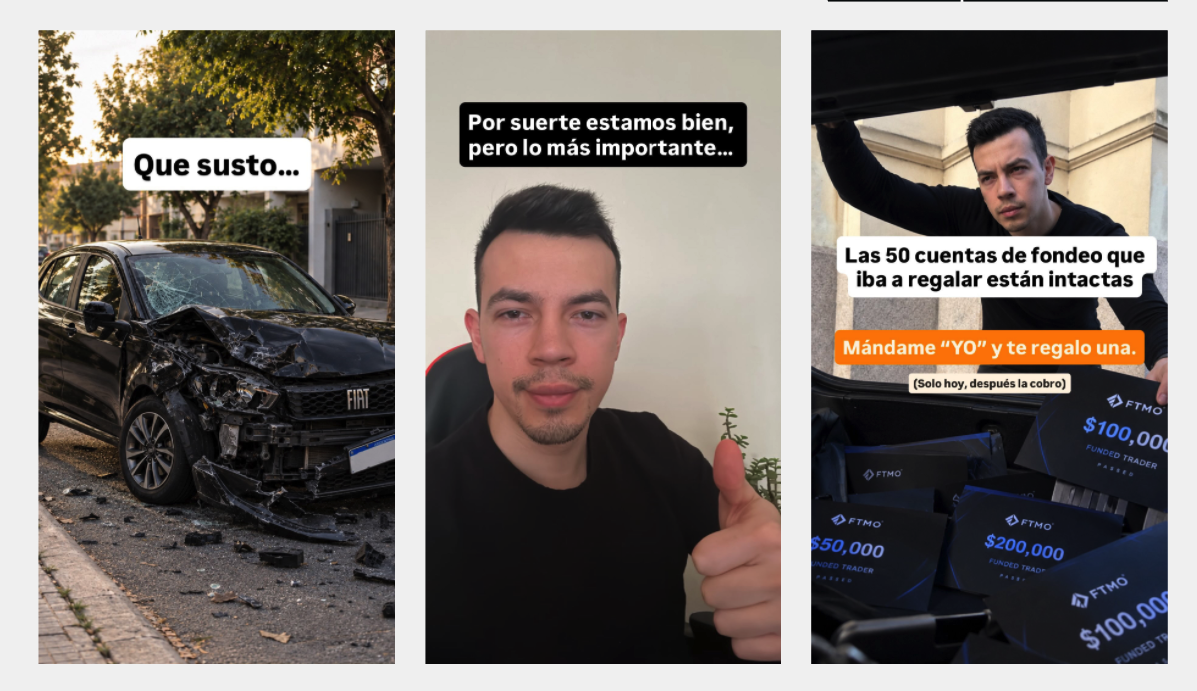 Que susto...
FIAT
Por suerte estamos bien,
pero lo más importante...
Las 50 cuentas de fondeo que
iba a regalar están intactas
Mándame “YO” y te regalo una.
(Solo hoy, después la cobro)
FTMO
$100,000
FUNDED TRADER
PASSED
FTMO
FTMO
$50,000
FUNDED TRADER
PASSED
FTMO
$200,000
FUNDED TRADER
FTMO
$100,000
FUNDED